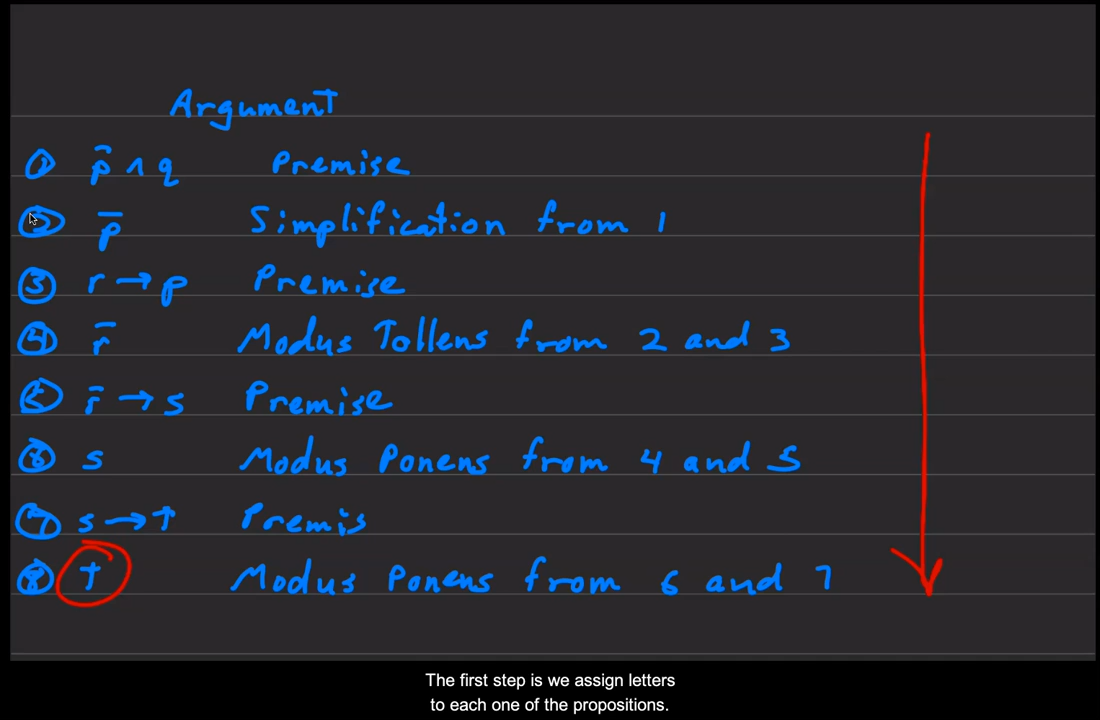 Argument
① p̄ ∧ q Premise
② p̄ Simplification from 1
③ r → p Premise
④ r̄ Modus Tollens from 2 and 3
⑤ r̄ → s Premise
⑥ s Modus Ponens from 4 and 5
⑦ s → t Premis
⑧ t Modus Ponens from 6 and 7
The first step is we assign letters
to each one of the propositions.